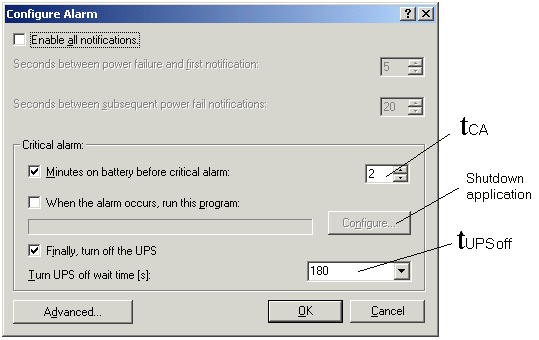 Configure Alarm
Enable all notifications.
Seconds between power failure and first notification:
5
Seconds between subsequent power fail notifications:
20
Critical alarm:
Minutes on battery before critical alarm:
2
When the alarm occurs, run this program:
Configure...
Finally, turn off the UPS
Turn UPS off wait time [s]:
180
Advanced...
OK
Cancel
tCA
Shutdown
application
tUPSoff